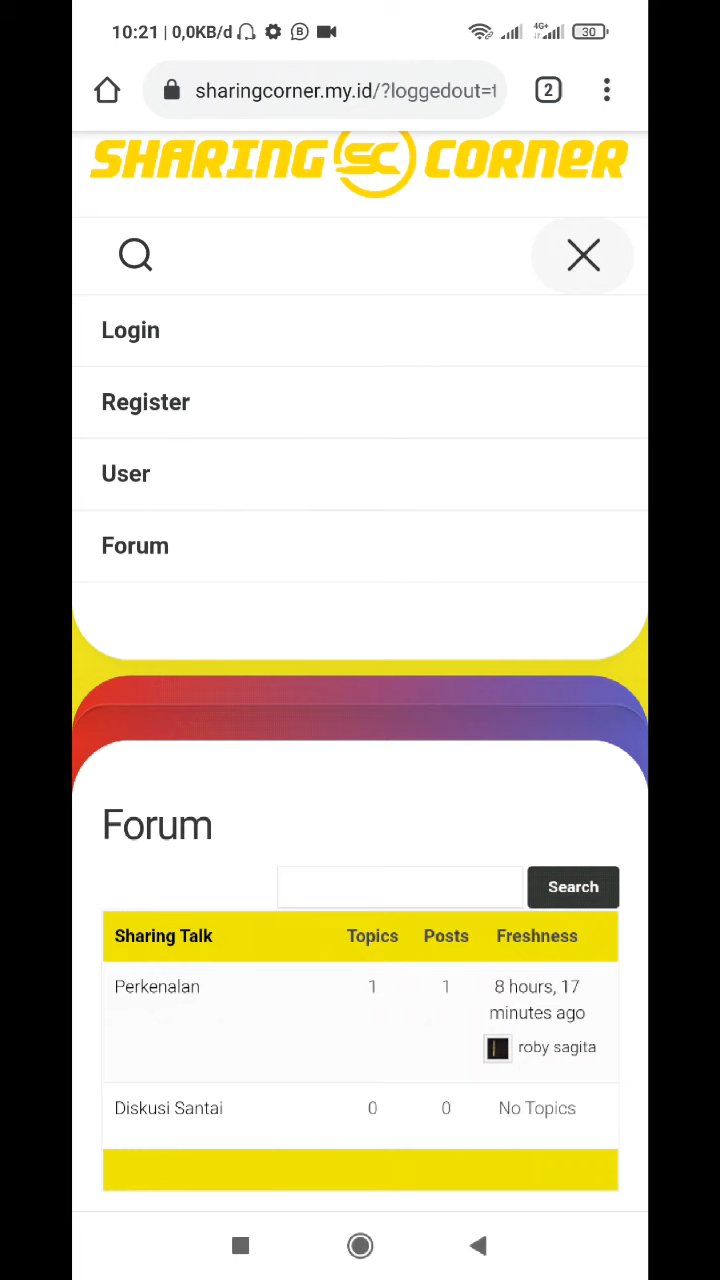 10:21 | 0,0KB/d
4G+
30
sharingcorner.my.id/?loggedout=t
2
SHARING SC CORNER
Login
Register
User
Forum
Forum
Search
Sharing Talk Topics Posts Freshness
Perkenalan 1 1 8 hours, 17
minutes ago
roby sagita
Diskusi Santai 0 0 No Topics